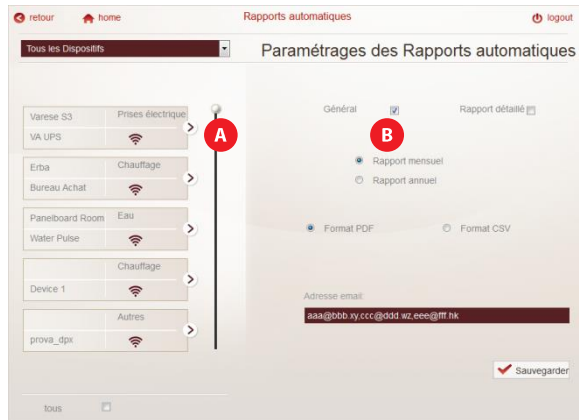 retour
home
Rapports automatiques
logout
Tous les Dispositifs
Paramétrages des Rapports automatiques
Varese S3
Prises électrique
VA UPS
A
Erba
Chauffage
Bureau Achat
Panelboard Room
Eau
Water Pulse
Chauffage
Device 1
Autres
prova_dpx
tous
Général
Rapport détaillé
B
Rapport mensuel
Rapport annuel
Format PDF
Format CSV
Adresse email:
aaa@bbb.xy,ccc@ddd.wz,eee@fff.hk
Sauvegarder